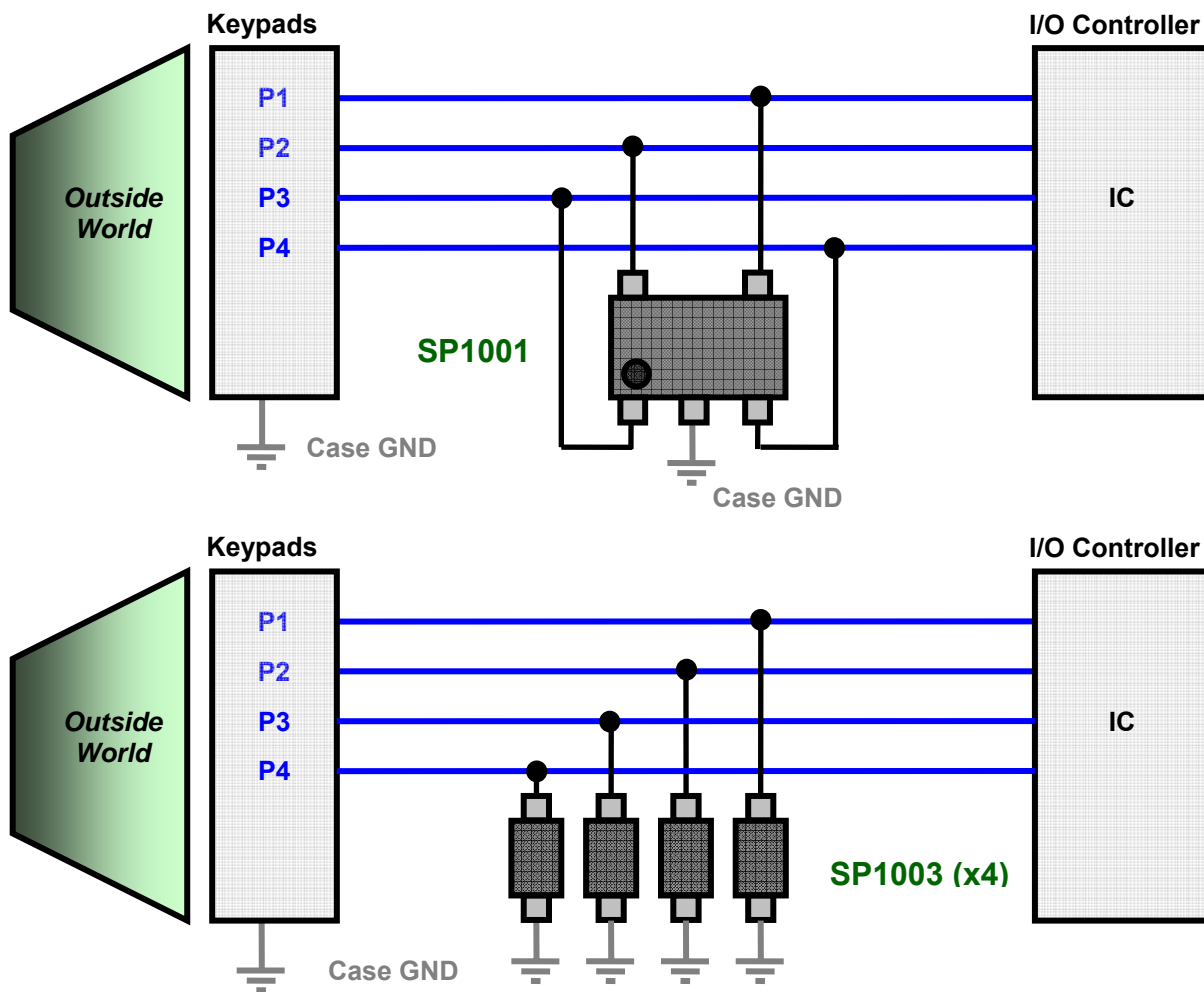 Keypads
I/O Controller
P1
P2
Outside
World
P3
IC
P4
SP1001
Case GND
Case GND
Keypads
I/O Controller
P1
P2
Outside
World
P3
IC
P4
SP1003 (x4)
Case GND